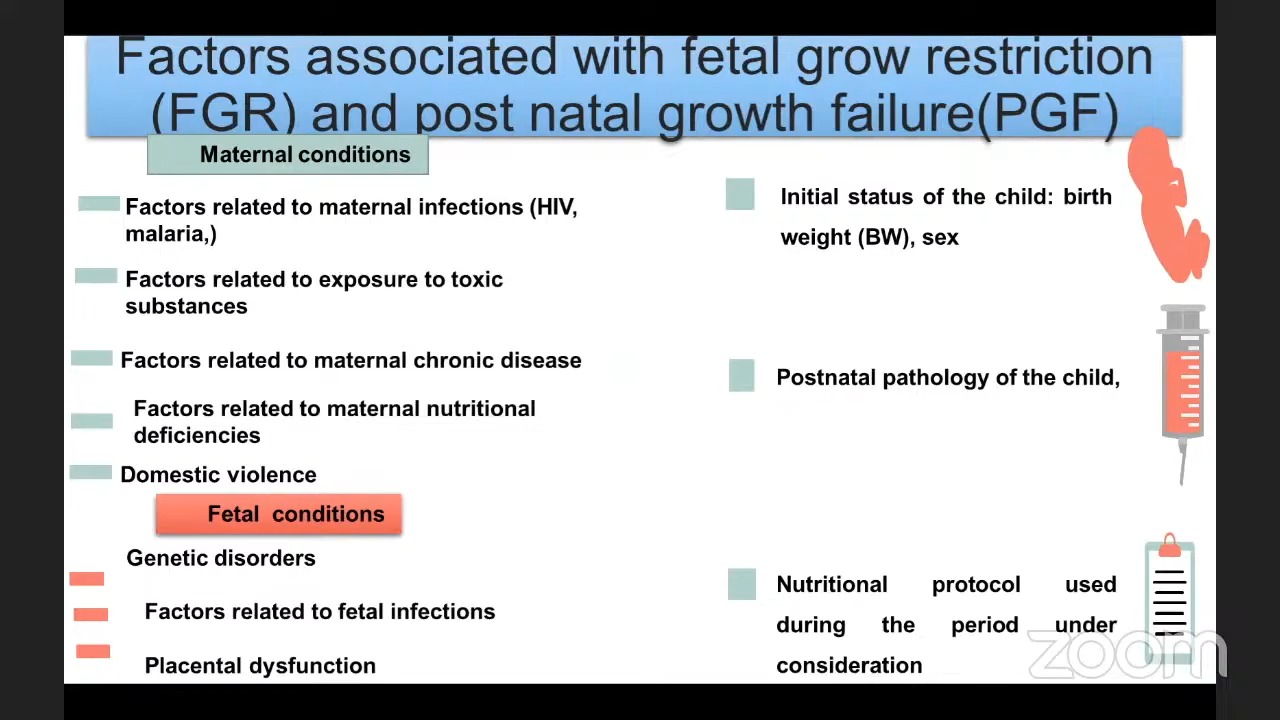 Factors associated with fetal grow restriction
(FGR) and post natal growth failure(PGF)
Maternal conditions
Factors related to maternal infections (HIV,
malaria,)
Factors related to exposure to toxic
substances
Factors related to maternal chronic disease
Factors related to maternal nutritional
deficiencies
Domestic violence
Fetal conditions
Genetic disorders
Factors related to fetal infections
Placental dysfunction
Initial status of the child: birth
weight (BW), sex
Postnatal pathology of the child,
Nutritional protocol used
during the period under
consideration
zoom